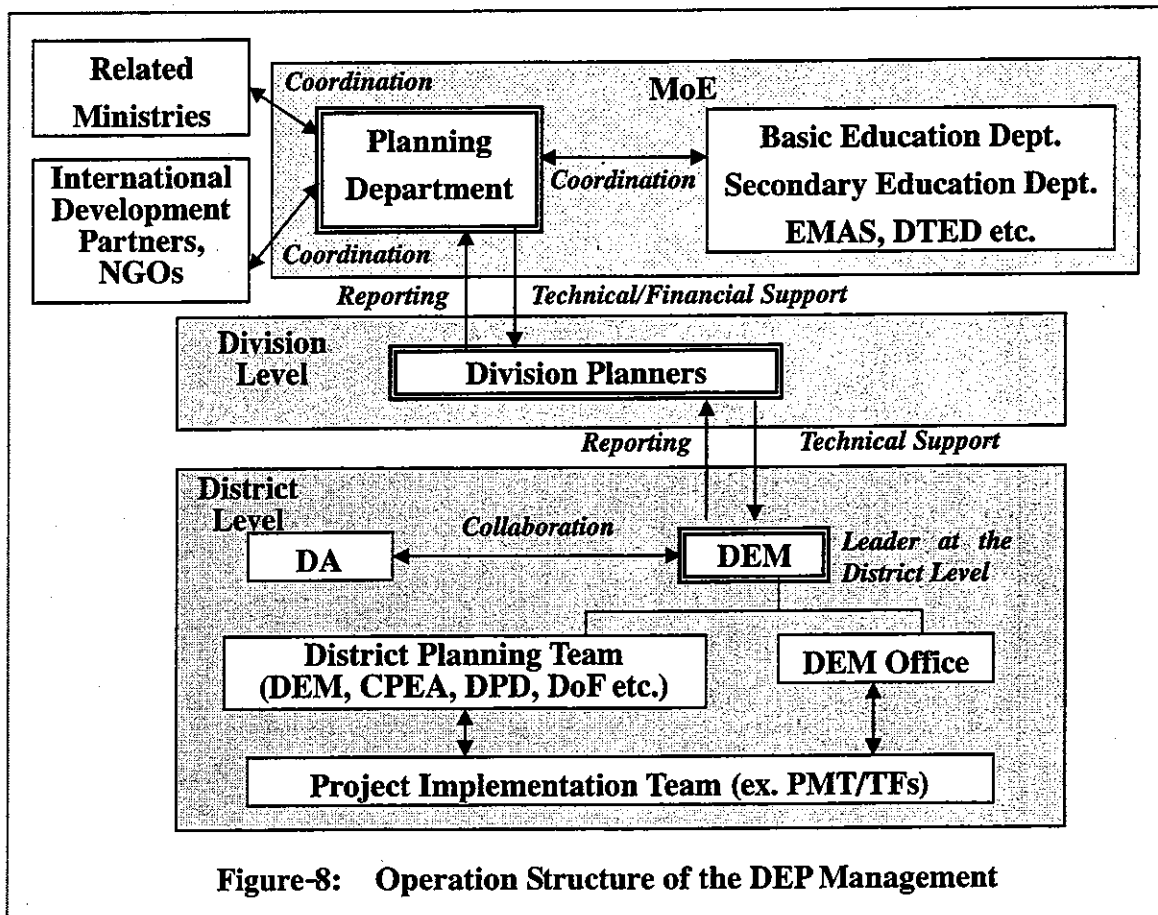 Related
Ministries
International
Development
Partners,
NGOs
Coordination
MoE
Planning
Department
Coordination
Basic Education Dept.
Secondary Education Dept.
EMAS, DTED etc.
Coordination
Reporting
Technical/Financial Support
Division
Level
Division Planners
Reporting
Technical Support
District
Level
Collaboration
DA
DEM
Leader at the
District Level
District Planning Team
(DEM, CPEA, DPD, DoF etc.)
DEM Office
Project Implementation Team (ex. PMT/TFs)
Figure-8: Operation Structure of the DEP Management